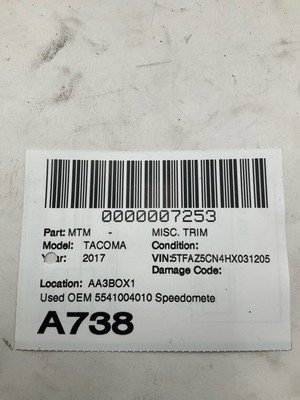 0000007253
Part: MTM - MISC. TRIM
Model: TACOMA Condition:
Year: 2017 VIN:5TFAZ5CN4HX031205
Damage Code:
Location: AA3BOX1
Used OEM 5541004010 Speedomete
A738